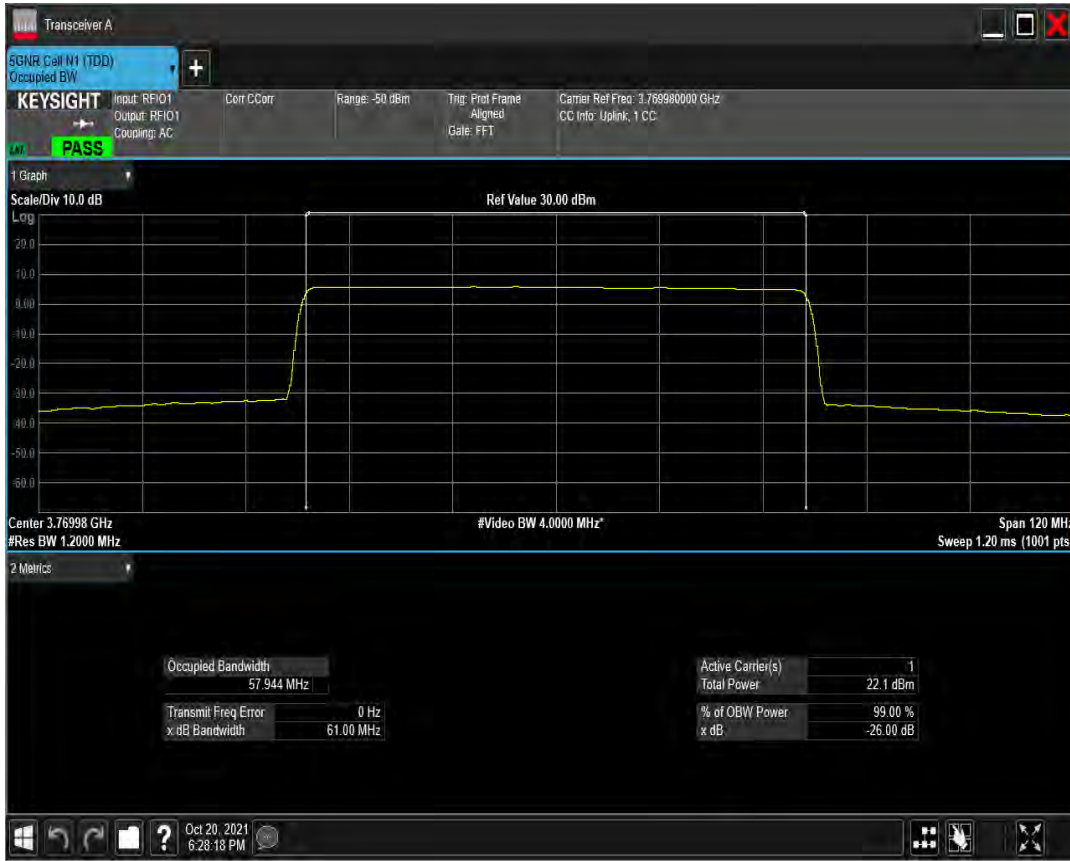 Transceiver A
5GNR Cell N1 (TDD)
Occupied BW
+
KEYSIGHT
Input: RFIO1
Output: RFIO1
Coupling: AC
Corr CCorr
Range: -50 dBm
Trig: Prot Frame
Aligned
Gate: FFT
Carrier Ref Freq: 3.769980000 GHz
CC Info: Uplink, 1 CC
PASS
1 Graph
Scale/Div 10.0 dB
Ref Value 30.00 dBm
Log
20.0
10.0
0.00
-10.0
-20.0
-30.0
-40.0
-50.0
-60.0
Center 3.76998 GHz
#Video BW 4.0000 MHz*
Span 120 MHz
#Res BW 1.2000 MHz
Sweep 1.20 ms (1001 pts
2 Metrics
Occupied Bandwidth
57.944 MHz
Transmit Freq Error 0 Hz
x dB Bandwidth 61.00 MHz
Active Carrier(s) 1
Total Power 22.1 dBm
% of OBW Power 99.00 %
x dB -26.00 dB
?
Oct 20, 2021
6:28:18 PM